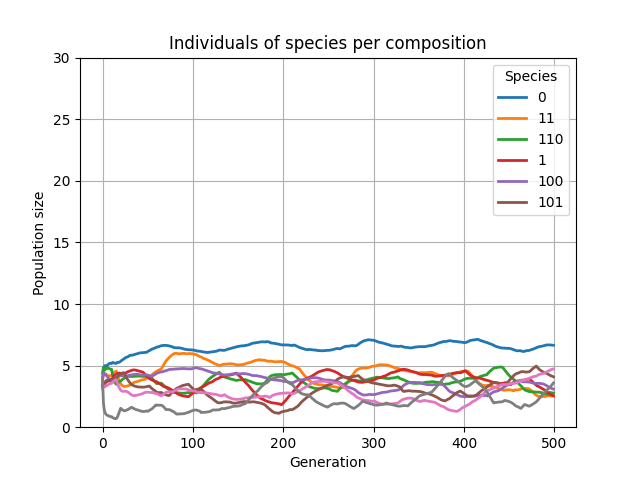 Individuals of species per composition
Population size
30
25
20
15
10
5
0
0 100 200 300 400 500
Generation
Species
0
11
110
1
100
101